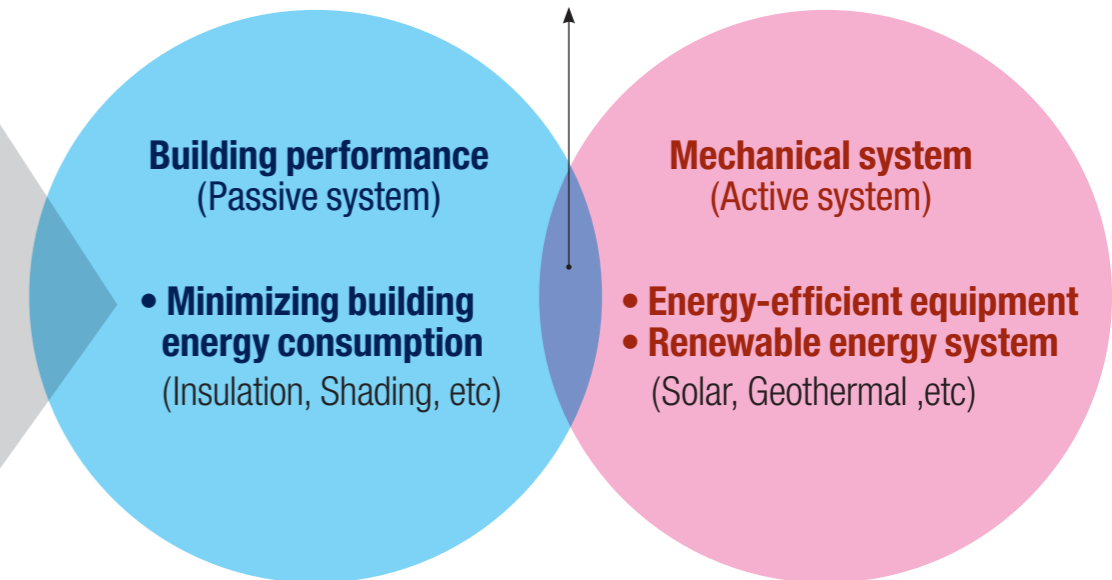 Building performance
(Passive system)
• Minimizing building
energy consumption
(Insulation, Shading, etc)
Mechanical system
(Active system)
• Energy-efficient equipment
• Renewable energy system
(Solar, Geothermal ,etc)